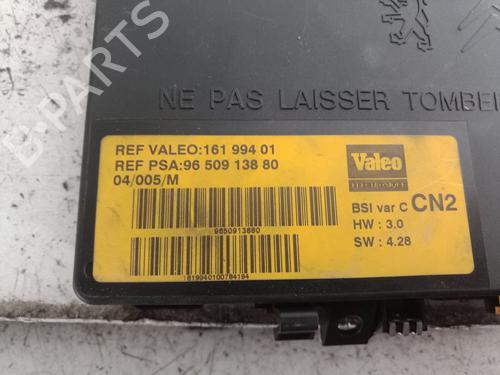 NE PAS LAISSER TOMBER
REF VALEO:161 994 01
REF PSA:96 509 138 80
04/005/M
Valeo
ELECTRONIQUE
BSI var C CN2
HW : 3.0
SW : 4.28
9650913880
1619940100784194
B-Parts